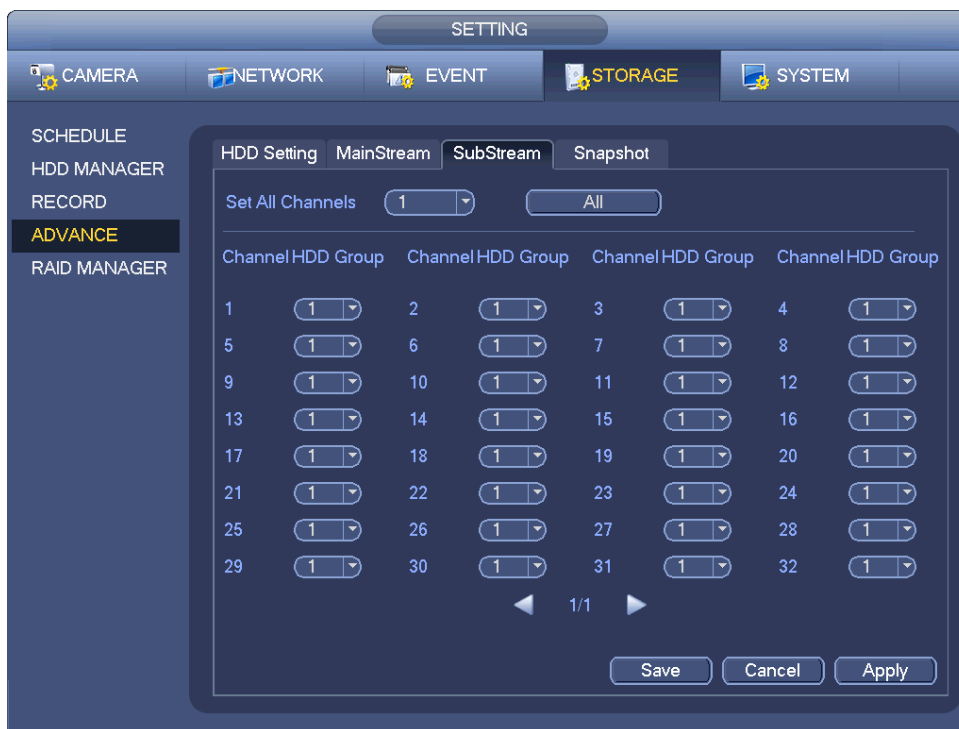 SETTING
CAMERA NETWORK EVENT STORAGE SYSTEM
SCHEDULE
HDD MANAGER
RECORD
ADVANCE
RAID MANAGER
HDD Setting MainStream SubStream Snapshot
Set All Channels 1 All
Channel HDD Group Channel HDD Group Channel HDD Group Channel HDD Group
1 1 2 1 3 1 4 1
5 1 6 1 7 1 8 1
9 1 10 1 11 1 12 1
13 1 14 1 15 1 16 1
17 1 18 1 19 1 20 1
21 1 22 1 23 1 24 1
25 1 26 1 27 1 28 1
29 1 30 1 31 1 32 1
1/1
Save Cancel Apply